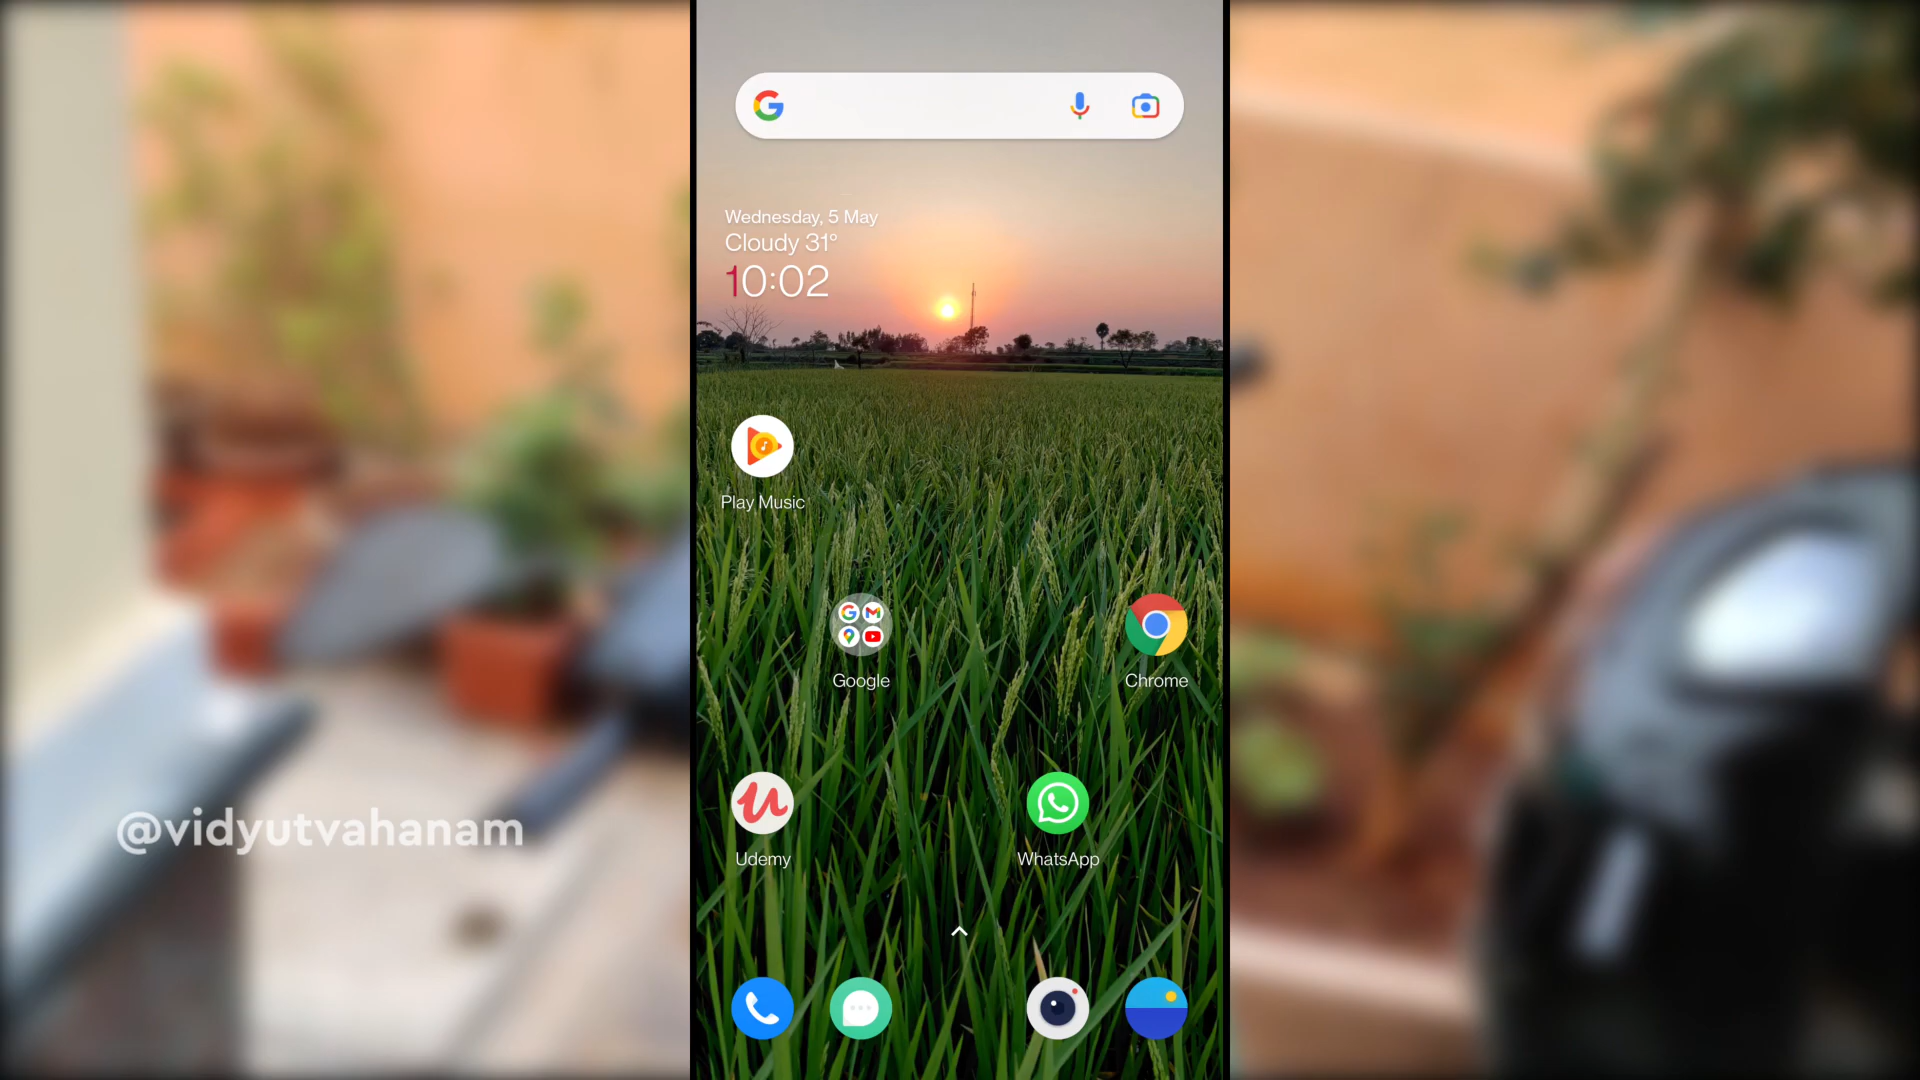 Wednesday, 5 May
Cloudy 31°
10:02
Play Music
Google
Chrome
@vidyutvahanam
Udemy
WhatsApp